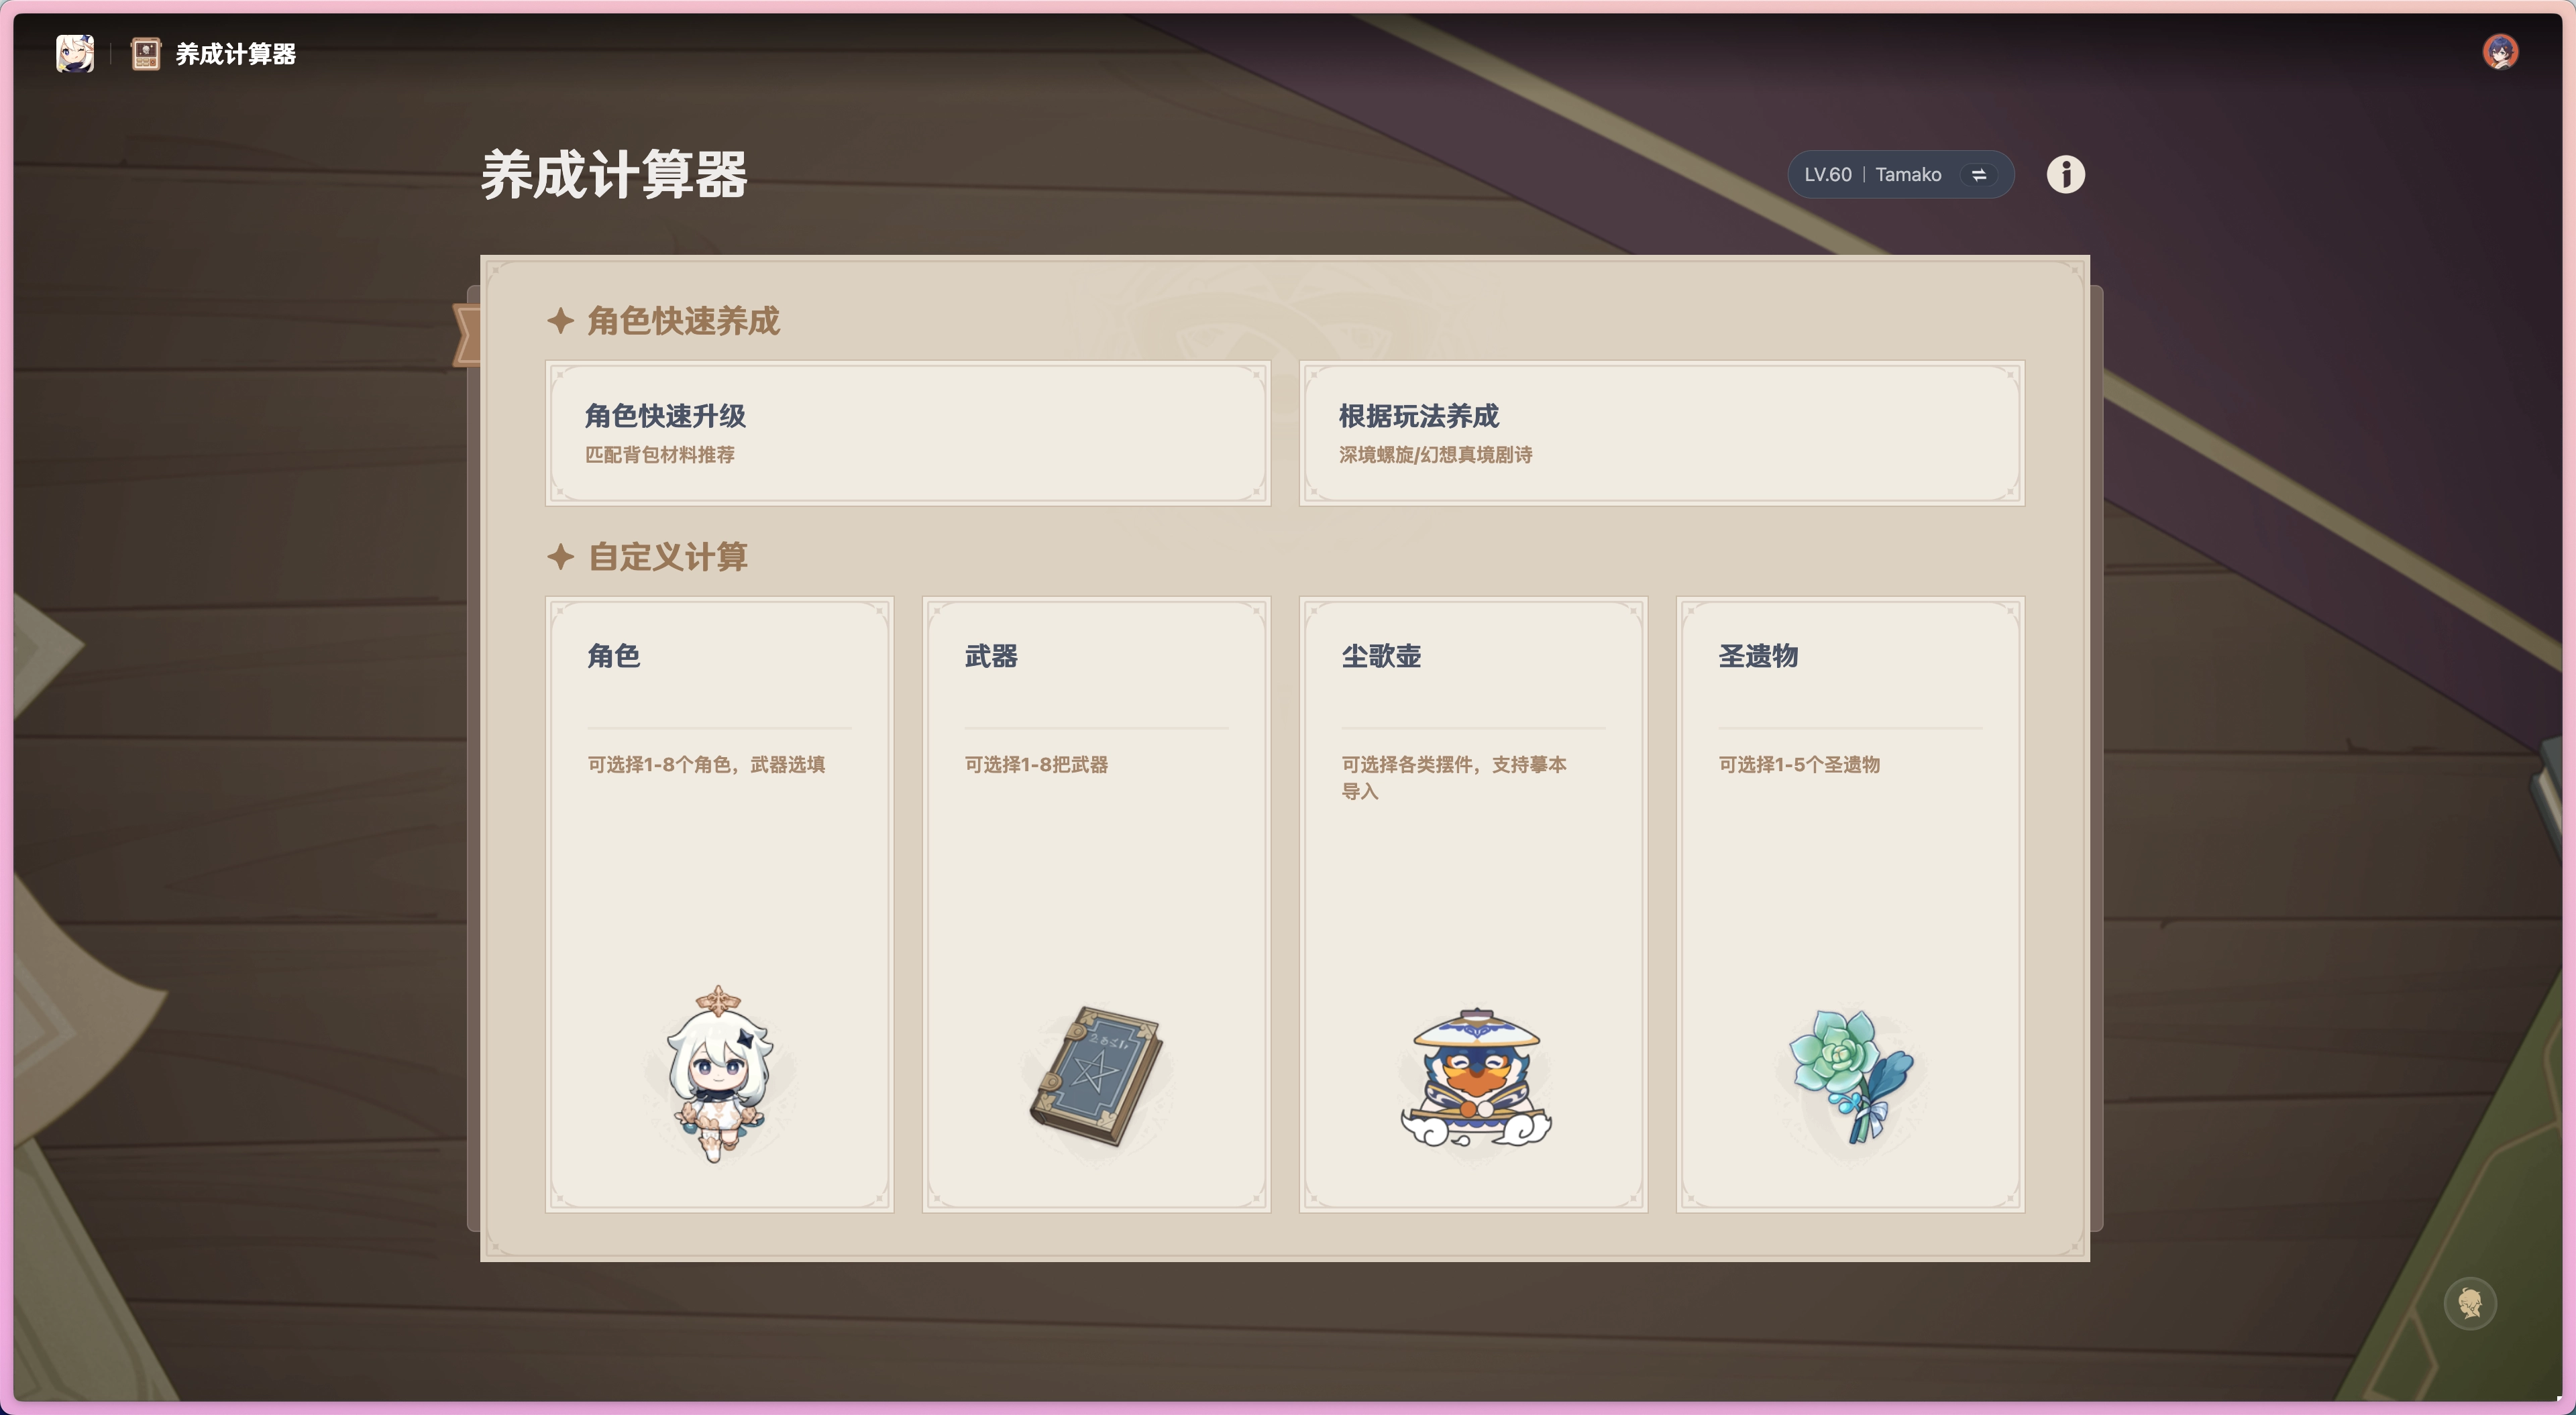 养成计算器
养成计算器
LV.60 | Tamako
角色快速养成
角色快速升级
匹配背包材料推荐
根据玩法养成
深境螺旋/幻想真境剧诗
自定义计算
角色
可选择1-8个角色，武器选填
武器
可选择1-8把武器
尘歌壶
可选择各类摆件，支持摹本
导入
圣遗物
可选择1-5个圣遗物